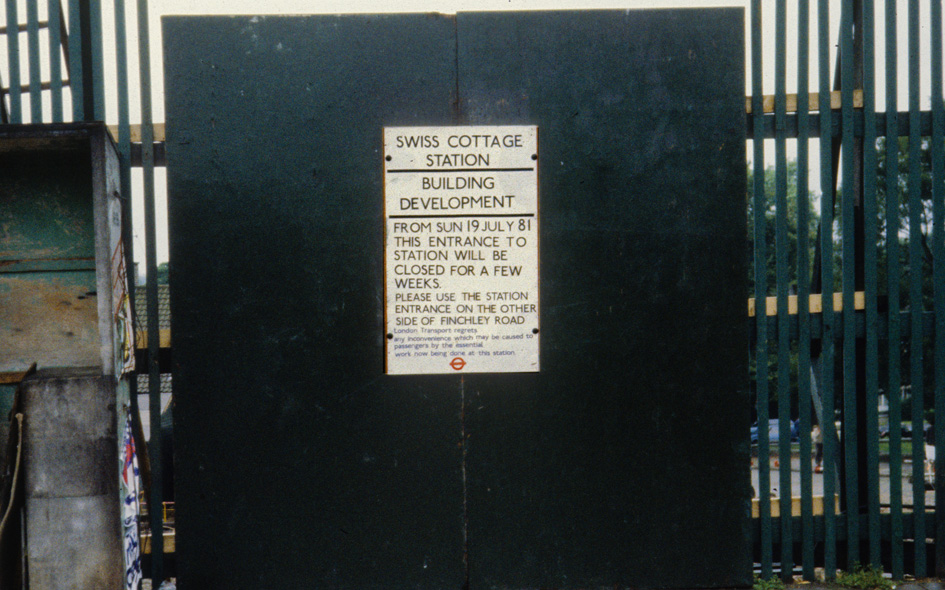 SWISS COTTAGE
STATION
BUILDING
DEVELOPMENT
FROM SUN 19 JULY 81
THIS ENTRANCE TO
STATION WILL BE
CLOSED FOR A FEW
WEEKS.
PLEASE USE THE STATION
ENTRANCE ON THE OTHER
SIDE OF FINCHLEY ROAD
London Transport regrets
any inconvenience which may be caused to
passengers by the essential
work now being done at this station.